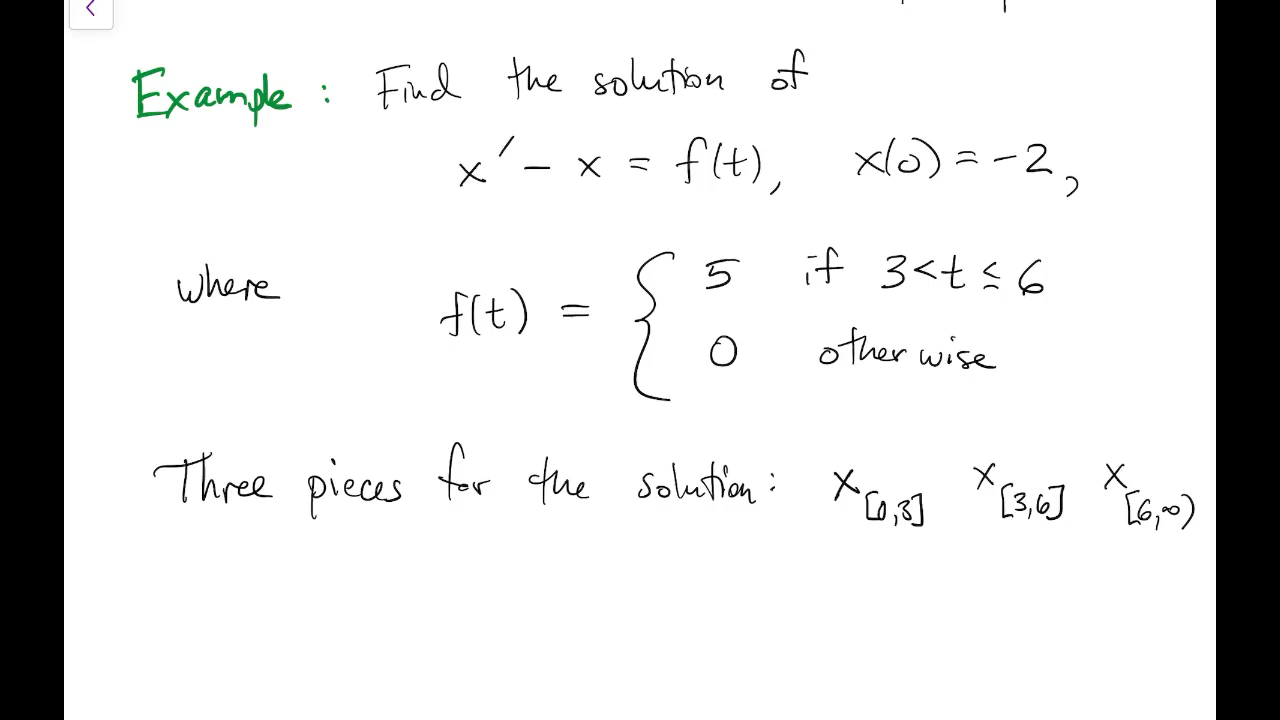 Example : Find the solution of
x' - x = f(t), x(0) = -2,
where f(t) = { 5 if 3 < t ≤ 6
0 otherwise
Three pieces for the solution : x[0,3] x[3,6] x[6,∞)